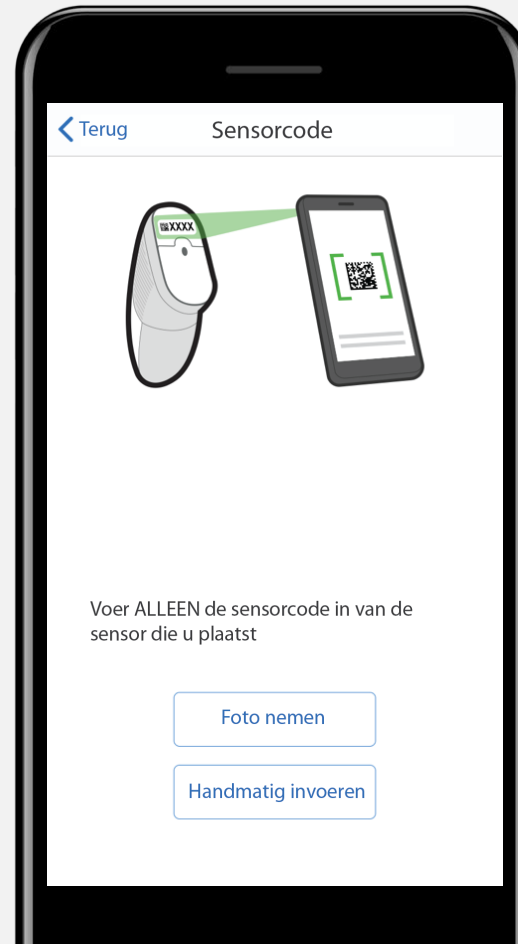 Terug
Sensorcode
XXXX
Voer ALLEEN de sensorcode in van de
sensor die u plaatst
Foto nemen
Handmatig invoeren